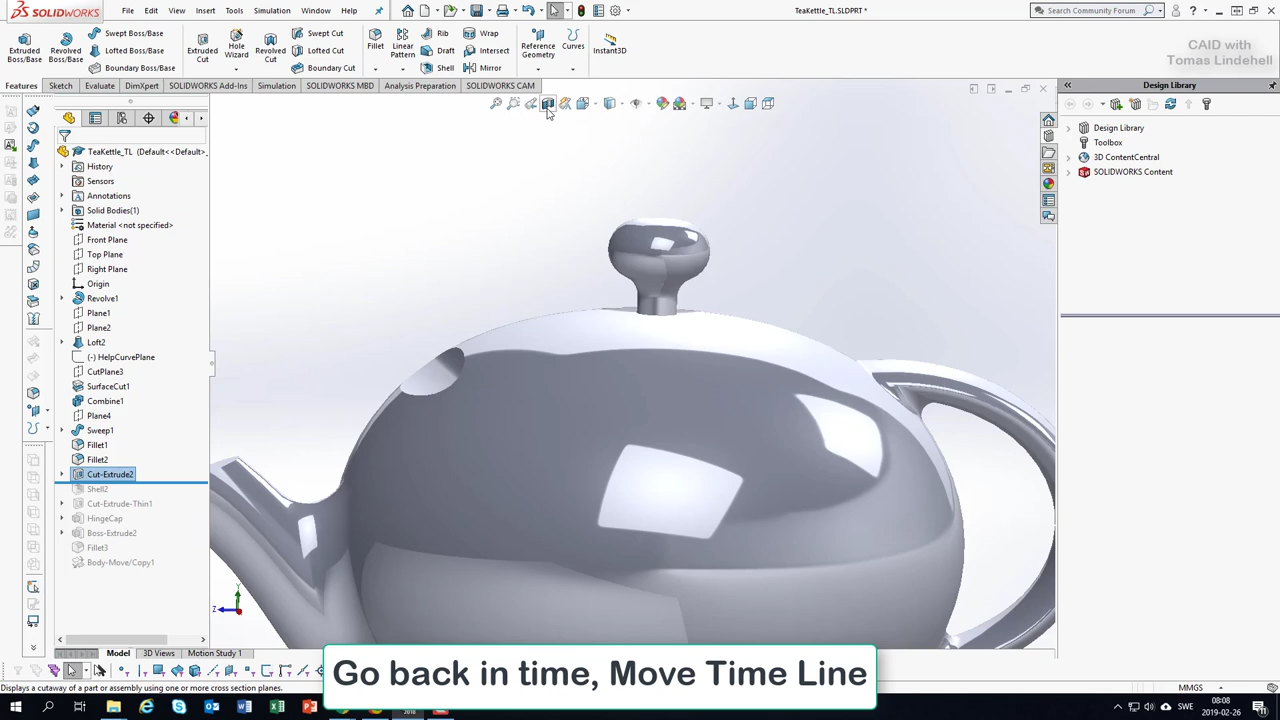 SOLIDWORKS
File Edit View Insert Tools Simulation Window Help
TeaKettle_TL.SLDPRT *
Search Community Forum
Extruded Boss/Base
Revolved Boss/Base
Swept Boss/Base
Lofted Boss/Base
Boundary Boss/Base
Extruded Cut
Hole Wizard
Revolved Cut
Swept Cut
Lofted Cut
Boundary Cut
Fillet
Linear Pattern
Rib
Draft
Shell
Wrap
Intersect
Mirror
Reference Geometry
Curves
Instant3D
CAID with
Tomas Lindehell
Features Sketch Evaluate DimXpert SOLIDWORKS Add-Ins Simulation SOLIDWORKS MBD Analysis Preparation SOLIDWORKS CAM
Design Library
Design Library
Toolbox
3D ContentCentral
SOLIDWORKS Content
TeaKettle_TL (Default<<Default>_
History
Sensors
Annotations
Solid Bodies(1)
Material <not specified>
Front Plane
Top Plane
Right Plane
Origin
Revolve1
Plane1
Plane2
Loft2
(-) HelpCurvePlane
CutPlane3
SurfaceCut1
Combine1
Plane4
Sweep1
Fillet1
Fillet2
Cut-Extrude2
Shell2
Cut-Extrude-Thin1
HingeCap
Boss-Extrude2
Fillet3
Body-Move/Copy1
Y
Z
Model 3D Views Motion Study 1
Go back in time, Move Time Line
Displays a cutaway of a part or assembly using one or more cross section planes.
MMGS
SWE
08:08
2019-02-26
2018